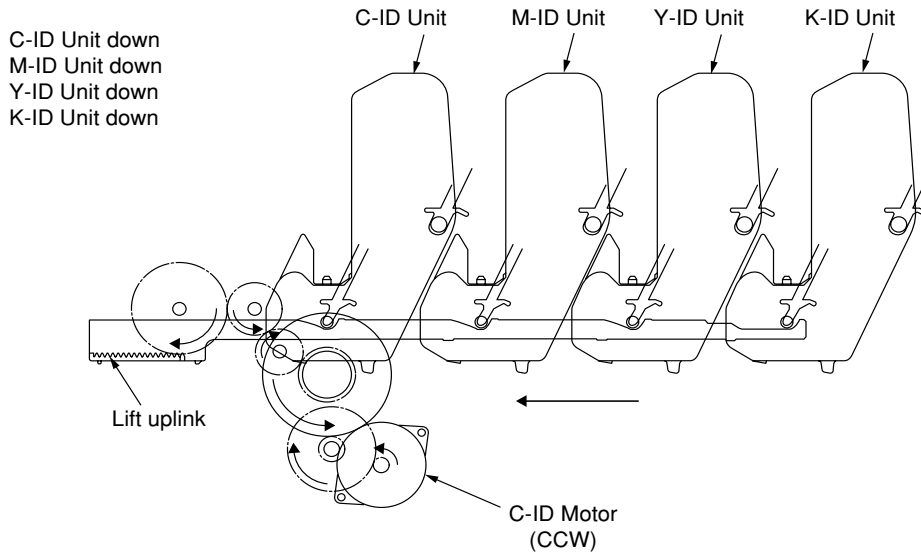 C-ID Unit down
M-ID Unit down
Y-ID Unit down
K-ID Unit down
C-ID Unit
M-ID Unit
Y-ID Unit
K-ID Unit
Lift uplink
C-ID Motor
(CCW)